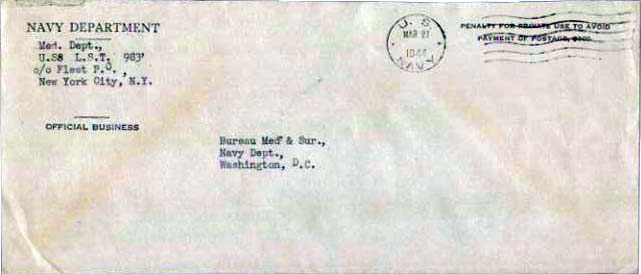 NAVY DEPARTMENT
Med. Dept.,
U.S8 L.S.T. 983'
c/o Fleet P.O. ,
New York City, N.Y.
OFFICIAL BUSINESS
U. S.
MAR 27
NAVY
PENALTY FOR PRIVATE USE TO AVOID
PAYMENT OF POSTAGE, $300
Bureau Med & Sur.,
Navy Dept.,
Washington, D.C.